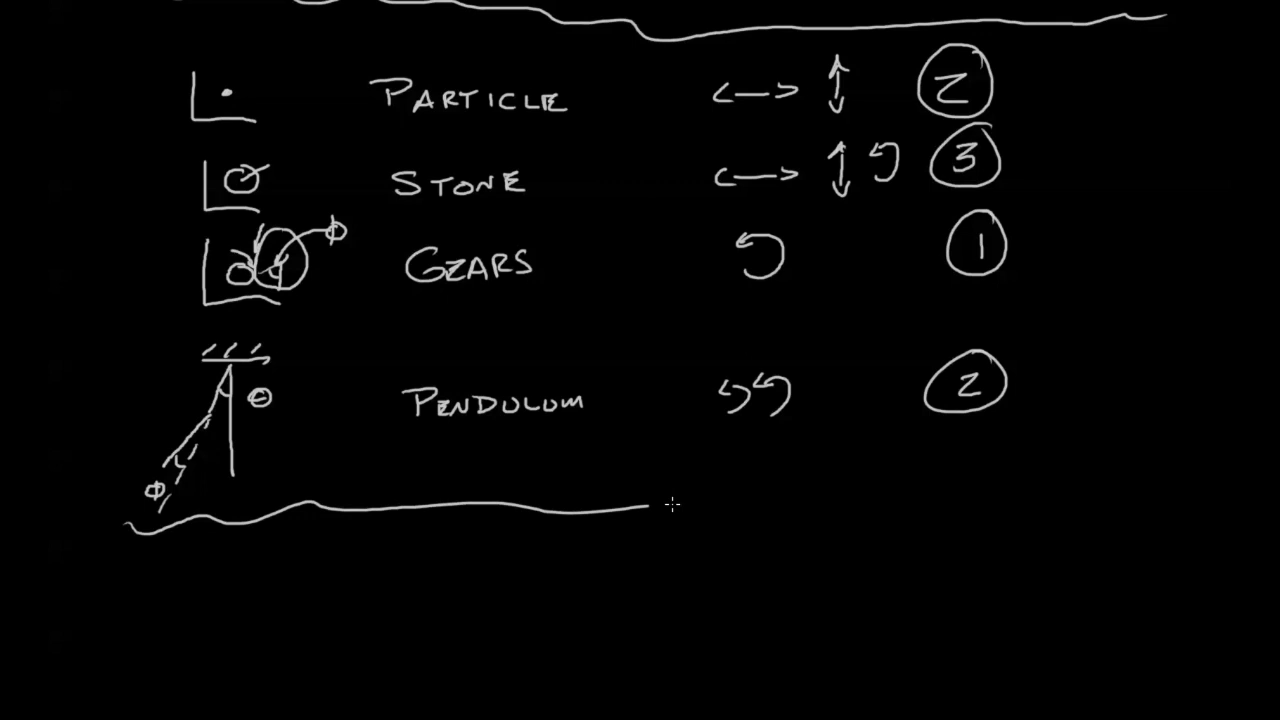 PARTICLE 2
STONE 3
Φ GEARS 1
θ PENDULUM 2
Φ